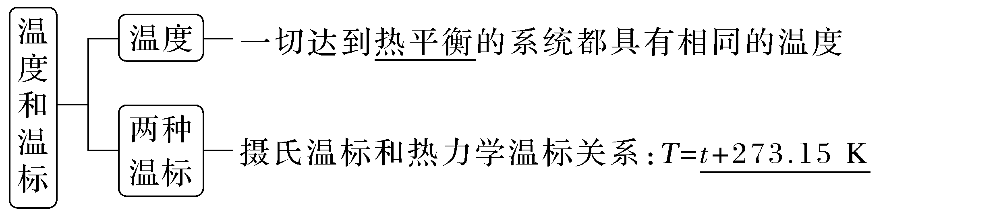 温度和温标
温度
一切达到热平衡的系统都具有相同的温度
两种
温标
摄氏温标和热力学温标关系:T=t+273.15 K